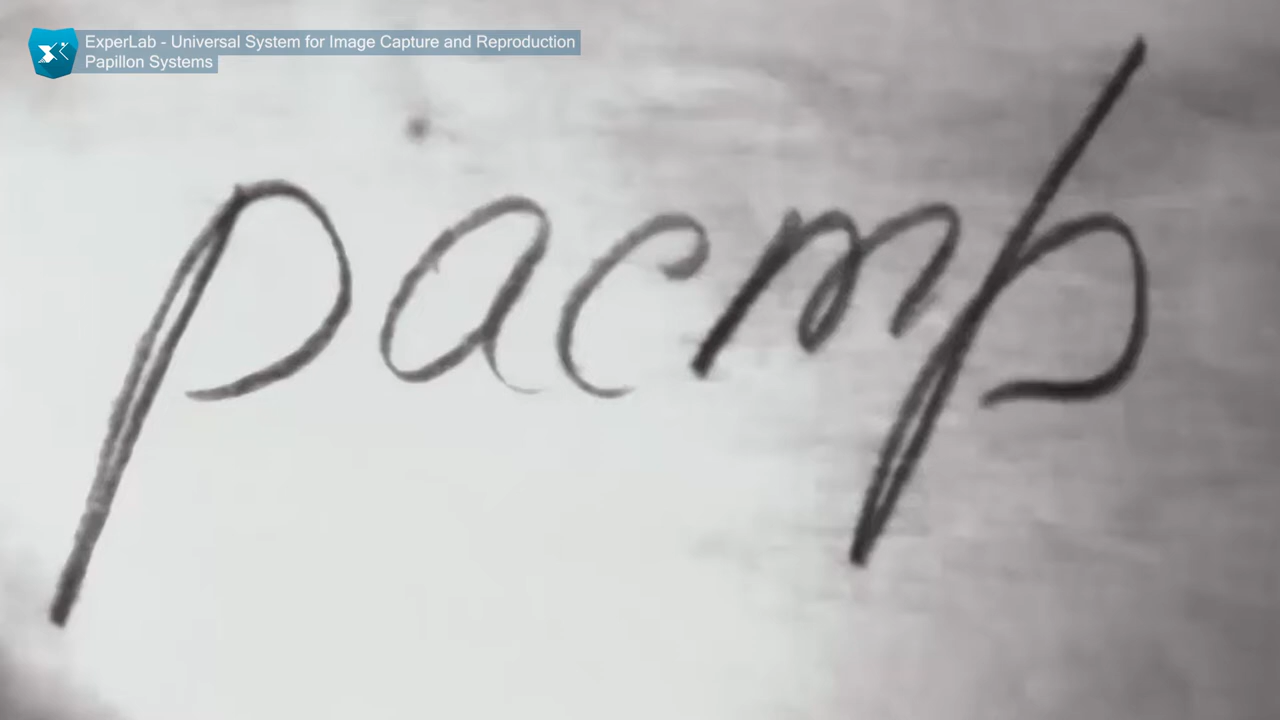 ExperLab - Universal System for Image Capture and Reproduction
Papillon Systems
растр